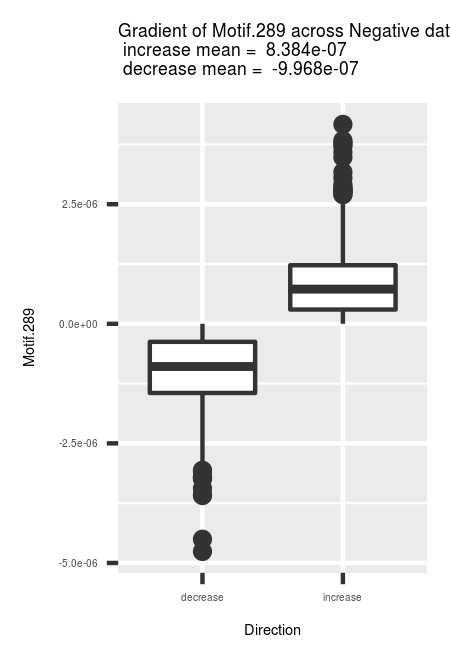 Gradient of Motif.289 across Negative dat
increase mean =  8.384e-07
decrease mean =  -9.968e-07
2.5e-06
0.0e+00
-2.5e-06
-5.0e-06
Motif.289
decrease increase
Direction